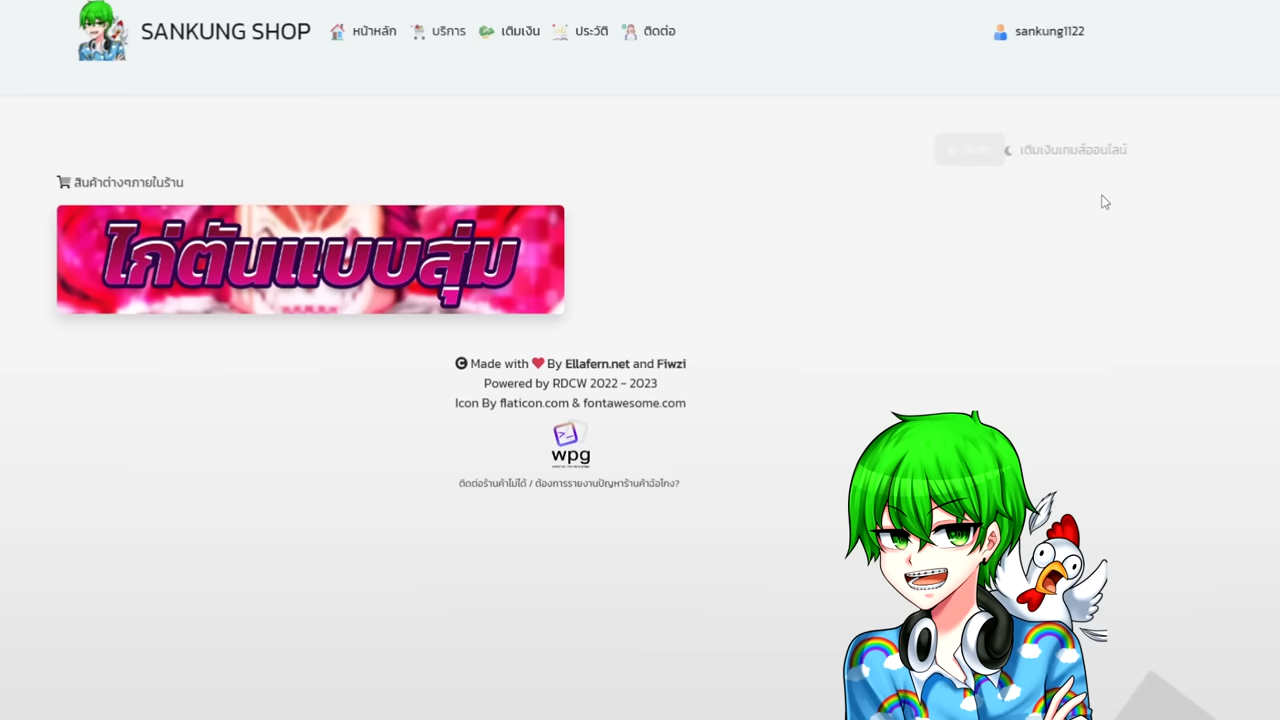 SANKUNG SHOP
หน้าหลัก
บริการ
เติมเงิน
ประวัติ
ติดต่อ
sankung1122
เติมเงินเกมส์ออนไลน์
สินค้าต่างๆภายในร้าน
ไก่ตันแบบสุ่ม
Made with By Ellafern.net and Fiwzi
Powered by RDCW 2022 - 2023
Icon By flaticon.com & fontawesome.com
wpg
ติดต่อร้านค้าไม่ได้ / ต้องการรายงานปัญหาร้านค้าฉ้อโกง?